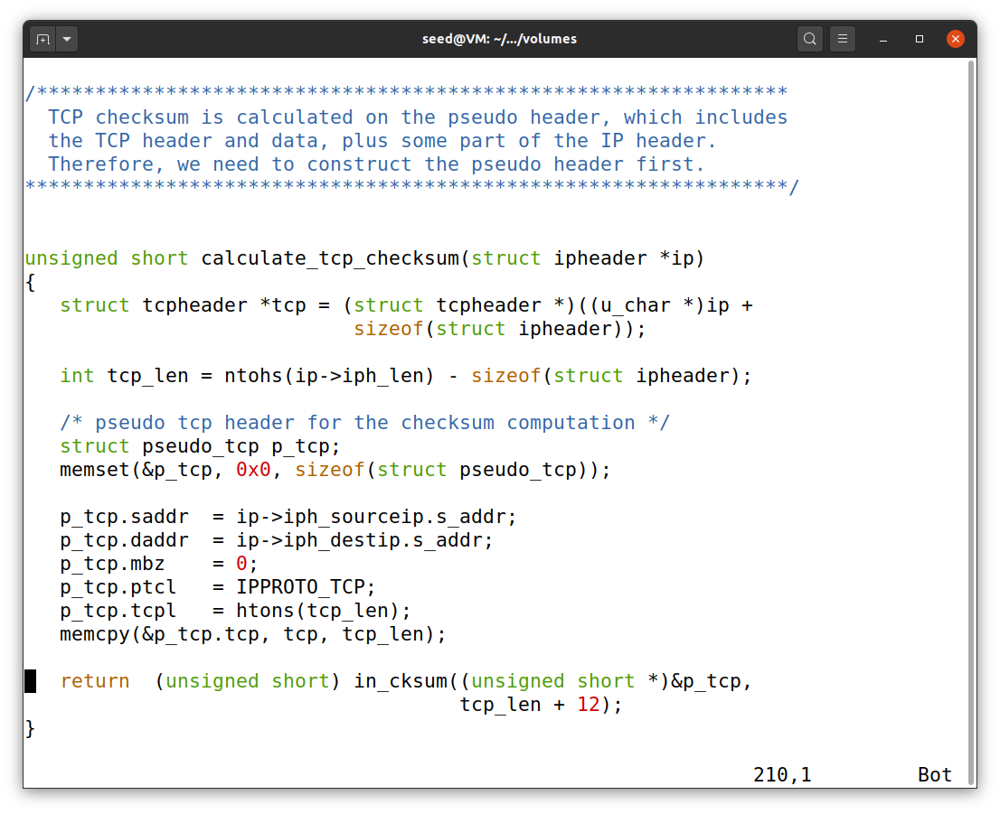 seed@VM: ~/.../volumes
/****************************************************************
  TCP checksum is calculated on the pseudo header, which includes
  the TCP header and data, plus some part of the IP header.
  Therefore, we need to construct the pseudo header first.
*****************************************************************/
unsigned short calculate_tcp_checksum(struct ipheader *ip)
{
   struct tcpheader *tcp = (struct tcpheader *)((u_char *)ip +
                            sizeof(struct ipheader));
   int tcp_len = ntohs(ip->iph_len) - sizeof(struct ipheader);
   /* pseudo tcp header for the checksum computation */
   struct pseudo_tcp p_tcp;
   memset(&p_tcp, 0x0, sizeof(struct pseudo_tcp));
   p_tcp.saddr  = ip->iph_sourceip.s_addr;
   p_tcp.daddr  = ip->iph_destip.s_addr;
   p_tcp.mbz    = 0;
   p_tcp.ptcl   = IPPROTO_TCP;
   p_tcp.tcpl   = htons(tcp_len);
   memcpy(&p_tcp.tcp, tcp, tcp_len);
   return  (unsigned short) in_cksum((unsigned short *)&p_tcp,
                                     tcp_len + 12);
}
210,1         Bot